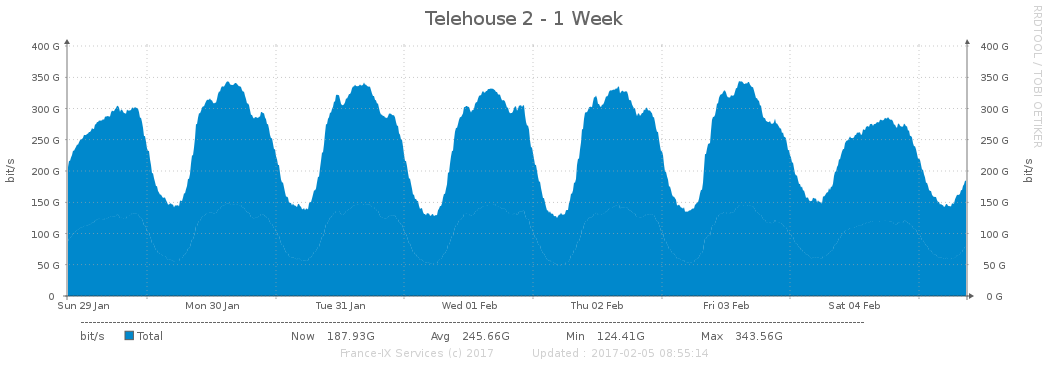 Telehouse 2 - 1 Week
RRDTOOL / TOBI OETIKER
400 G 400 G
350 G 350 G
300 G 300 G
250 G 250 G
200 G 200 G
150 G 150 G
100 G 100 G
50 G 50 G
0 0 G
bit/s bit/s
Sun 29 Jan Mon 30 Jan Tue 31 Jan Wed 01 Feb Thu 02 Feb Fri 03 Feb Sat 04 Feb
bit/s Total Now 187.93G Avg 245.66G Min 124.41G Max 343.56G
France-IX Services (c) 2017 Updated : 2017-02-05 08:55:14